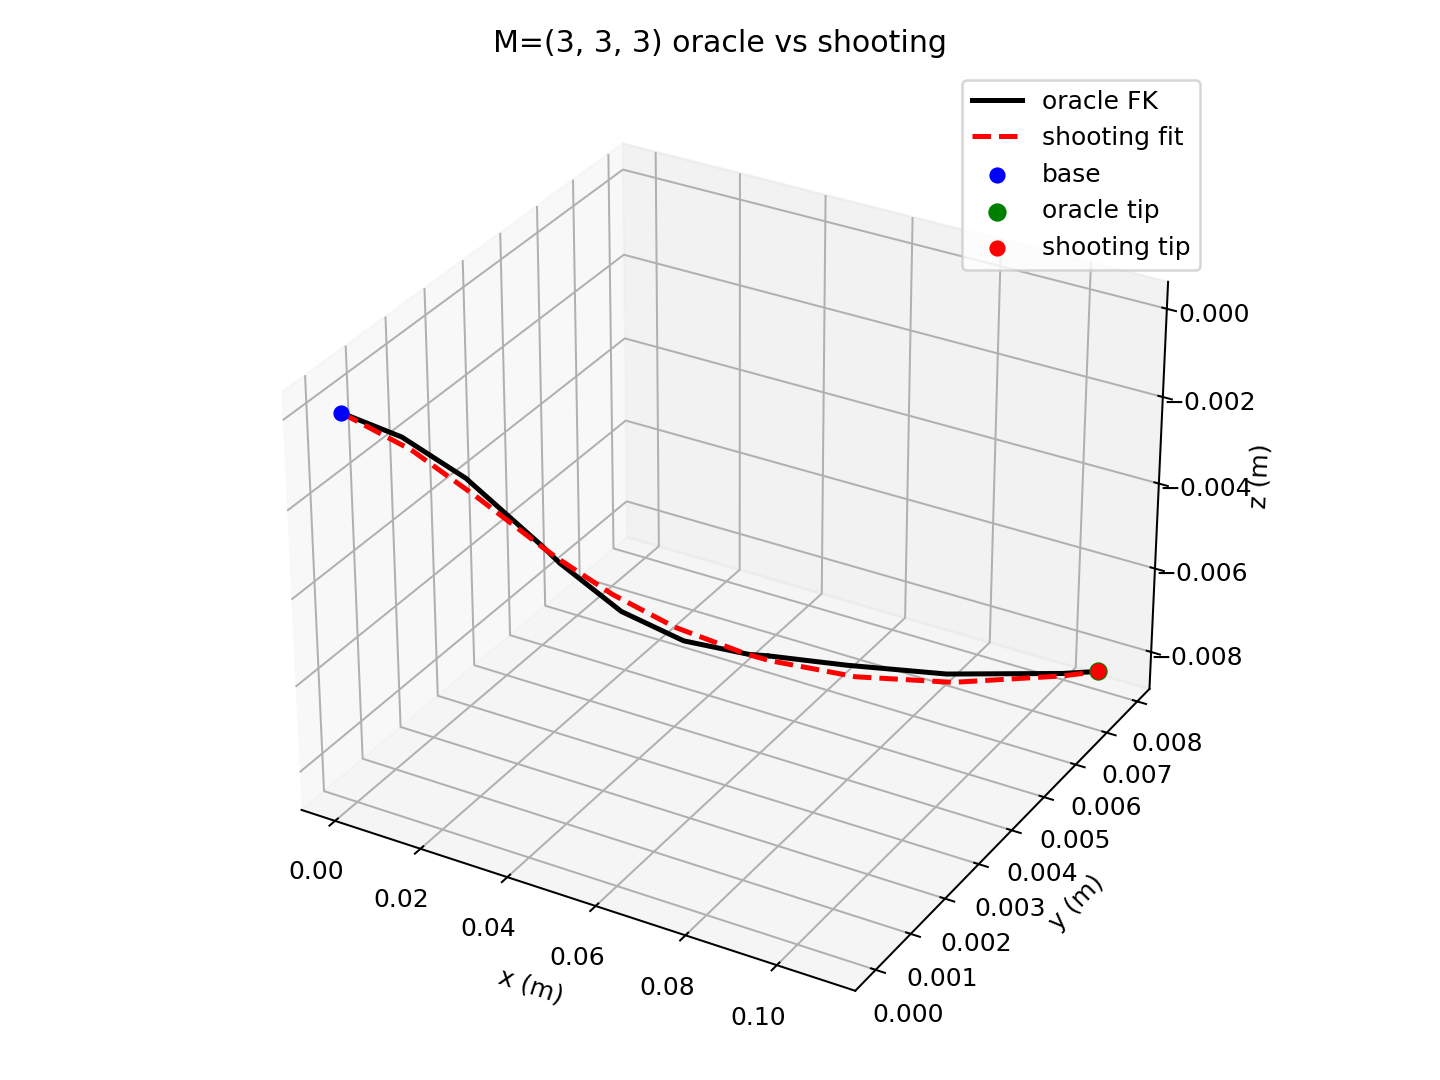 M=(3, 3, 3) oracle vs shooting
oracle FK
shooting fit
base
oracle tip
shooting tip
0.000
−0.002
−0.004
−0.006
−0.008
z (m)
0.008
0.007
0.006
0.005
0.004
0.003
0.002
0.001
0.000
y (m)
0.00
0.02
0.04
0.06
0.08
0.10
x (m)